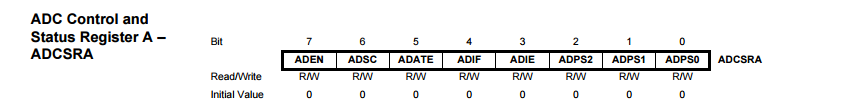 ADC Control and
Status Register A –
ADCSRA
Bit 7 6 5 4 3 2 1 0
ADEN ADSC ADATE ADIF ADIE ADPS2 ADPS1 ADPS0 ADCSRA
Read/Write R/W R/W R/W R/W R/W R/W R/W R/W
Initial Value 0 0 0 0 0 0 0 0